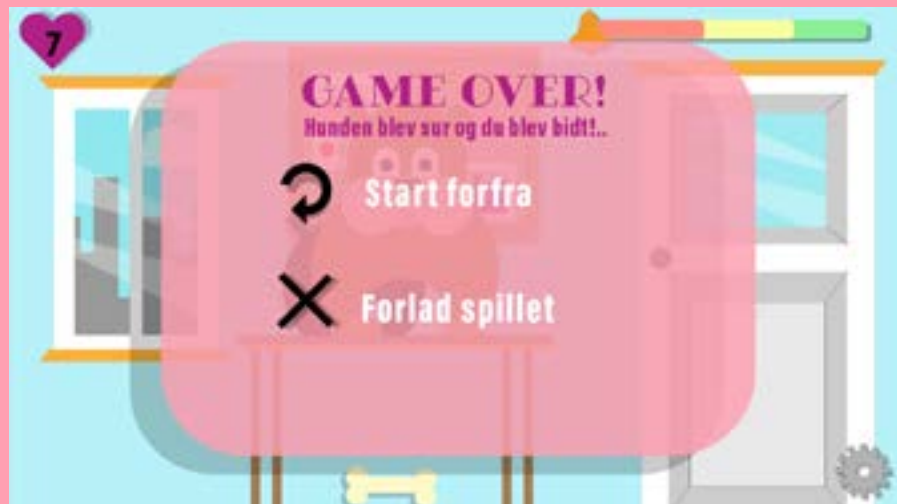 7
GAME OVER!
Hunden blev sur og du blev bidt!..
Start forfra
Forlad spillet